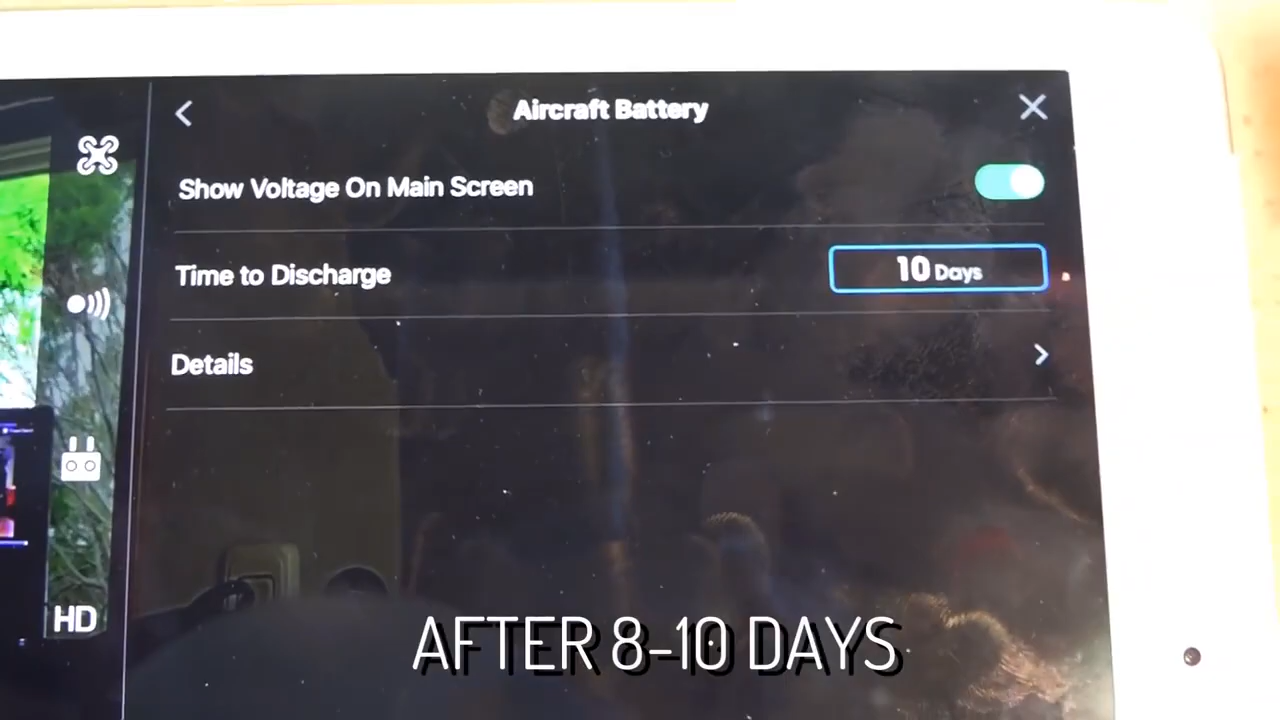 Aircraft Battery
Show Voltage On Main Screen
Time to Discharge
10 Days
Details
HD
AFTER 8-10 DAYS